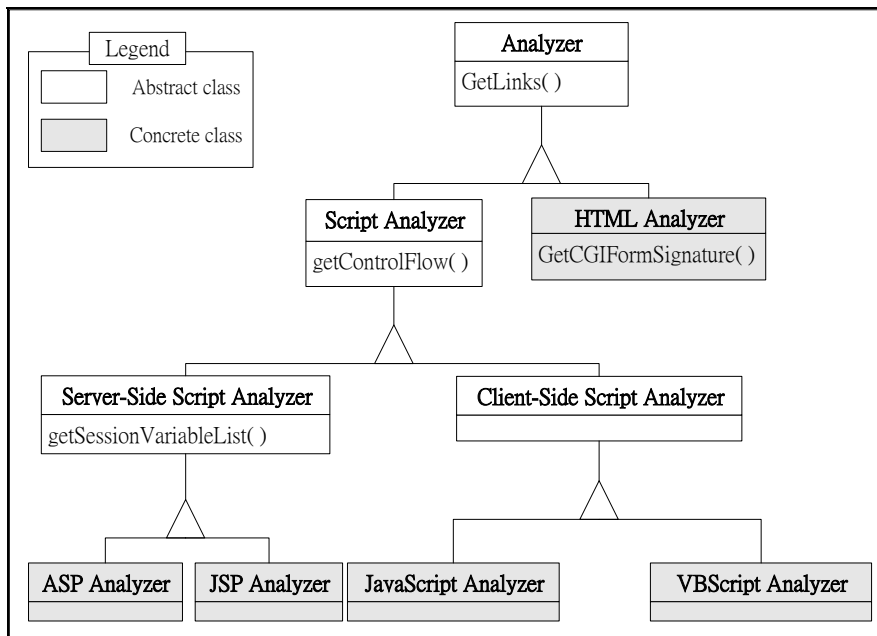 Legend
Abstract class
Concrete class
Analyzer
GetLinks( )
Script Analyzer
getControlFlow( )
HTML Analyzer
GetCGIFormSignature( )
Server-Side Script Analyzer
getSessionVariableList( )
Client-Side Script Analyzer
ASP Analyzer
JSP Analyzer
JavaScript Analyzer
VBScript Analyzer